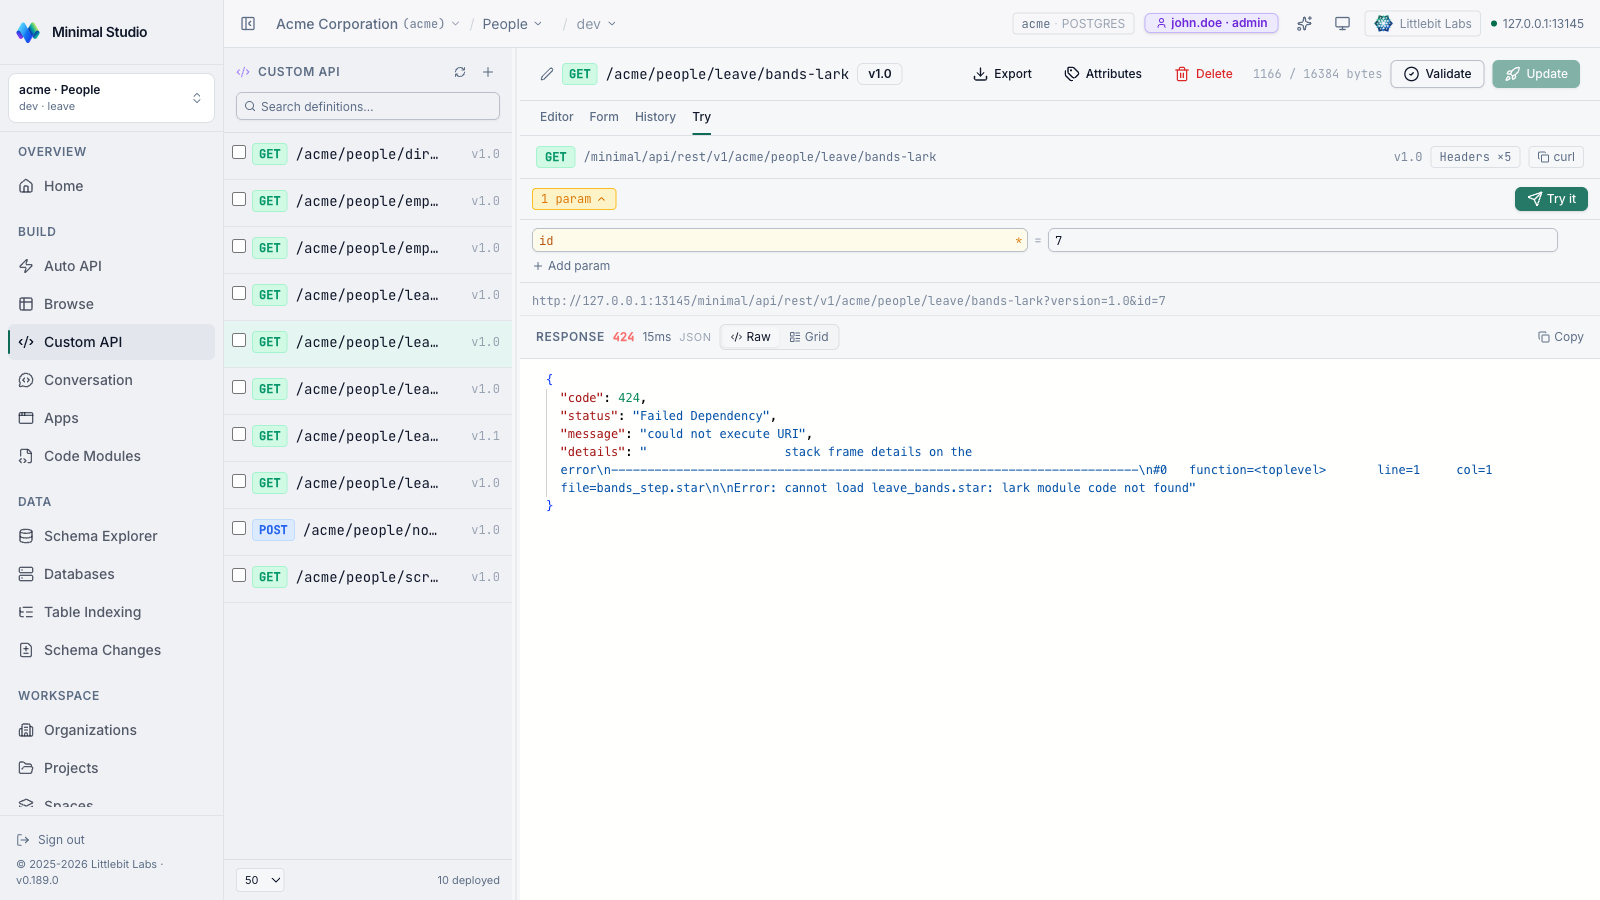 Minimal Studio
acme · People
dev · leave
OVERVIEW
Home
BUILD
Auto API
Browse
Custom API
Conversation
Apps
Code Modules
DATA
Schema Explorer
Databases
Table Indexing
Schema Changes
WORKSPACE
Organizations
Projects
Spaces
Sign out
© 2025-2026 Littlebit Labs ·
v0.189.0
Acme Corporation (acme) / People / dev
acme · POSTGRES
john.doe · admin
Littlebit Labs
127.0.0.1:13145
CUSTOM API
Search definitions...
GET /acme/people/dir… v1.0
GET /acme/people/emp… v1.0
GET /acme/people/emp… v1.0
GET /acme/people/lea… v1.0
GET /acme/people/lea… v1.0
GET /acme/people/lea… v1.0
GET /acme/people/lea… v1.1
GET /acme/people/lea… v1.0
POST /acme/people/no… v1.0
GET /acme/people/scr… v1.0
50
10 deployed
GET /acme/people/leave/bands-lark v1.0
Export
Attributes
Delete
1166 / 16384 bytes
Validate
Update
Editor Form History Try
GET /minimal/api/rest/v1/acme/people/leave/bands-lark
v1.0 Headers ×5 curl
1 param
Try it
id * = 7
+ Add param
http://127.0.0.1:13145/minimal/api/rest/v1/acme/people/leave/bands-lark?version=1.0&id=7
RESPONSE 424 15ms JSON Raw Grid
Copy
{
"code": 424,
"status": "Failed Dependency",
"message": "could not execute URI",
"details": " stack frame details on the
error\n-------------------------------------------------------------------------\n#0 function=<toplevel> line=1 col=1
file=bands_step.star\n\nError: cannot load leave_bands.star: lark module code not found"
}